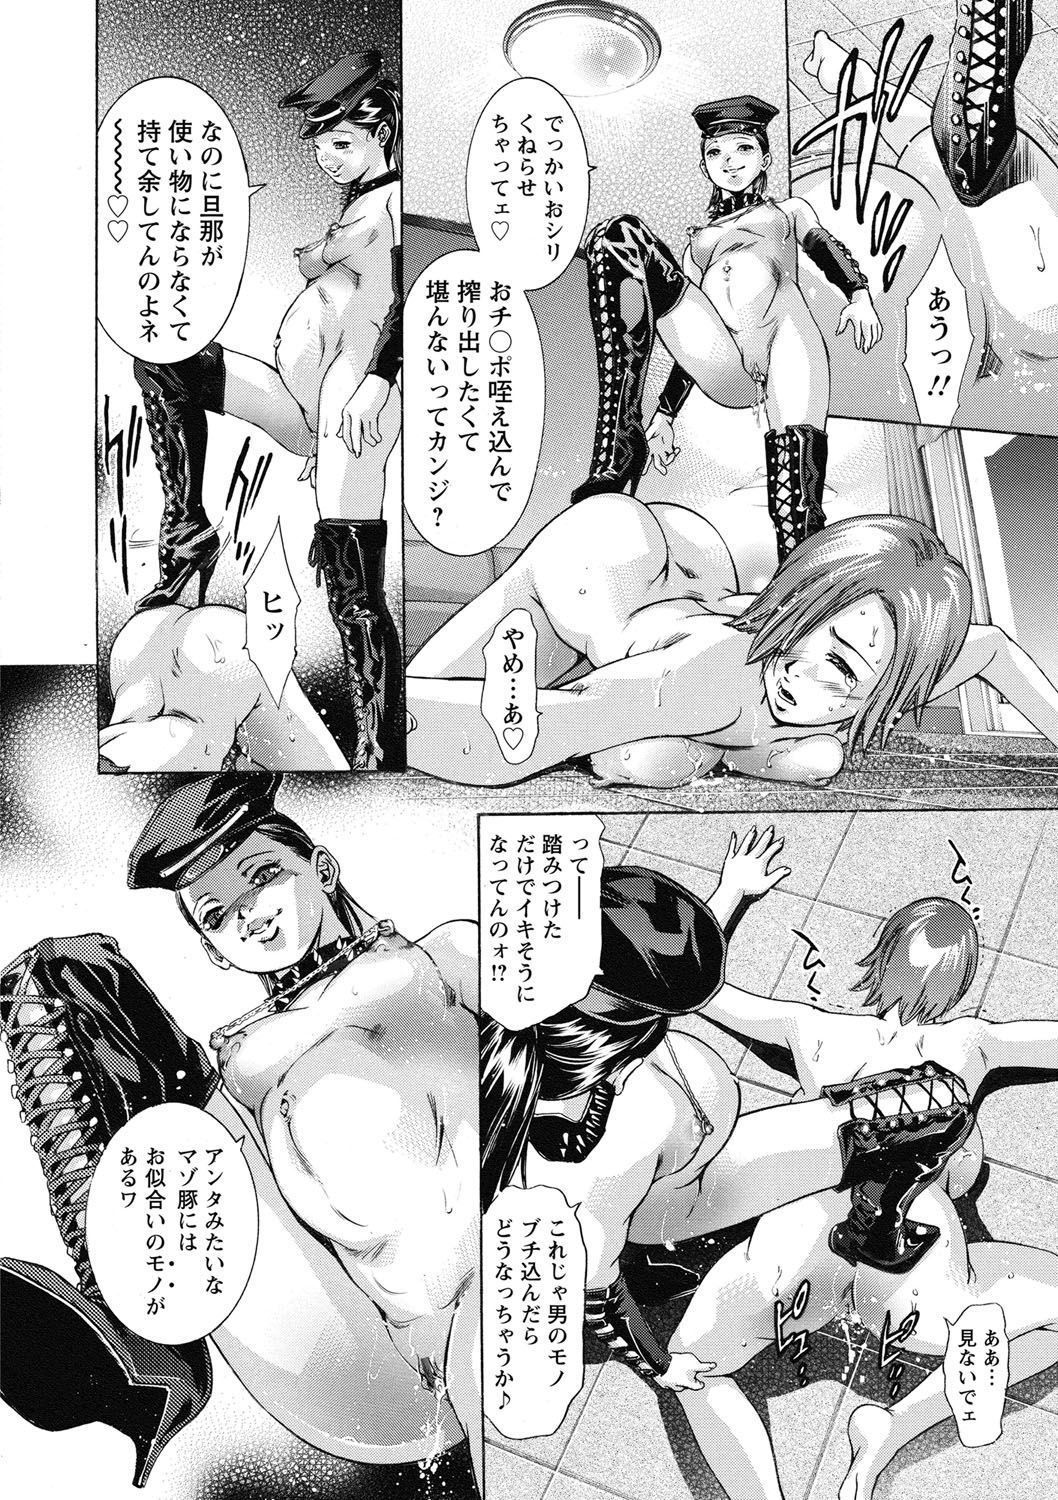 あうっ!!
でっかいおシリ
くねらせ
ちゃってェ♡
おチ○ポ咥え込んで
搾り出したくて
堪んないってカンジ?
やめ…あ♡
なのに旦那が
使い物にならなくて
持て余してんのよネ
〜〜〜♡♡
ヒッ
って──
踏みつけた
だけでイキそうに
なってんのォ!?
これじゃ男のモノ
ブチ込んだら
どうなっちゃうか♪
ああ…
見ないでェ
アンタみたいな
マゾ豚には
お似合いのモノが
あるワ